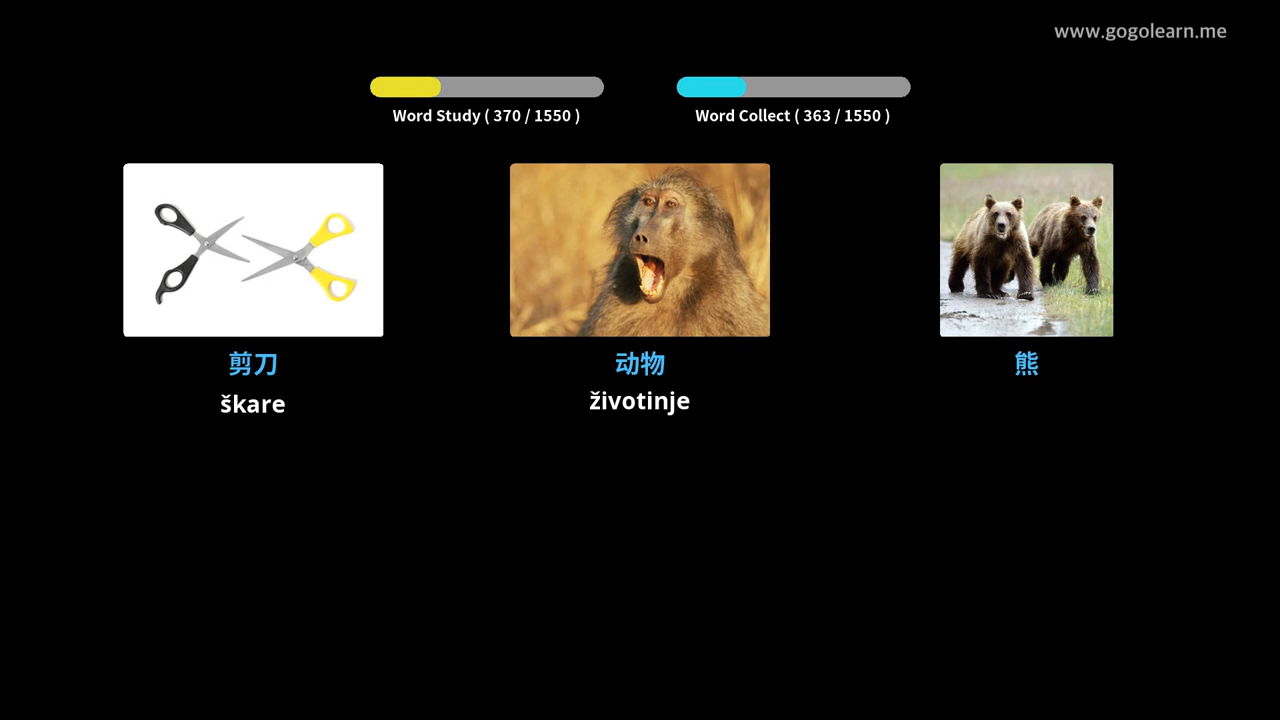 www.gogolearn.me
Word Study ( 370 / 1550 )
Word Collect ( 363 / 1550 )
剪刀
动物
熊
škare
životinje